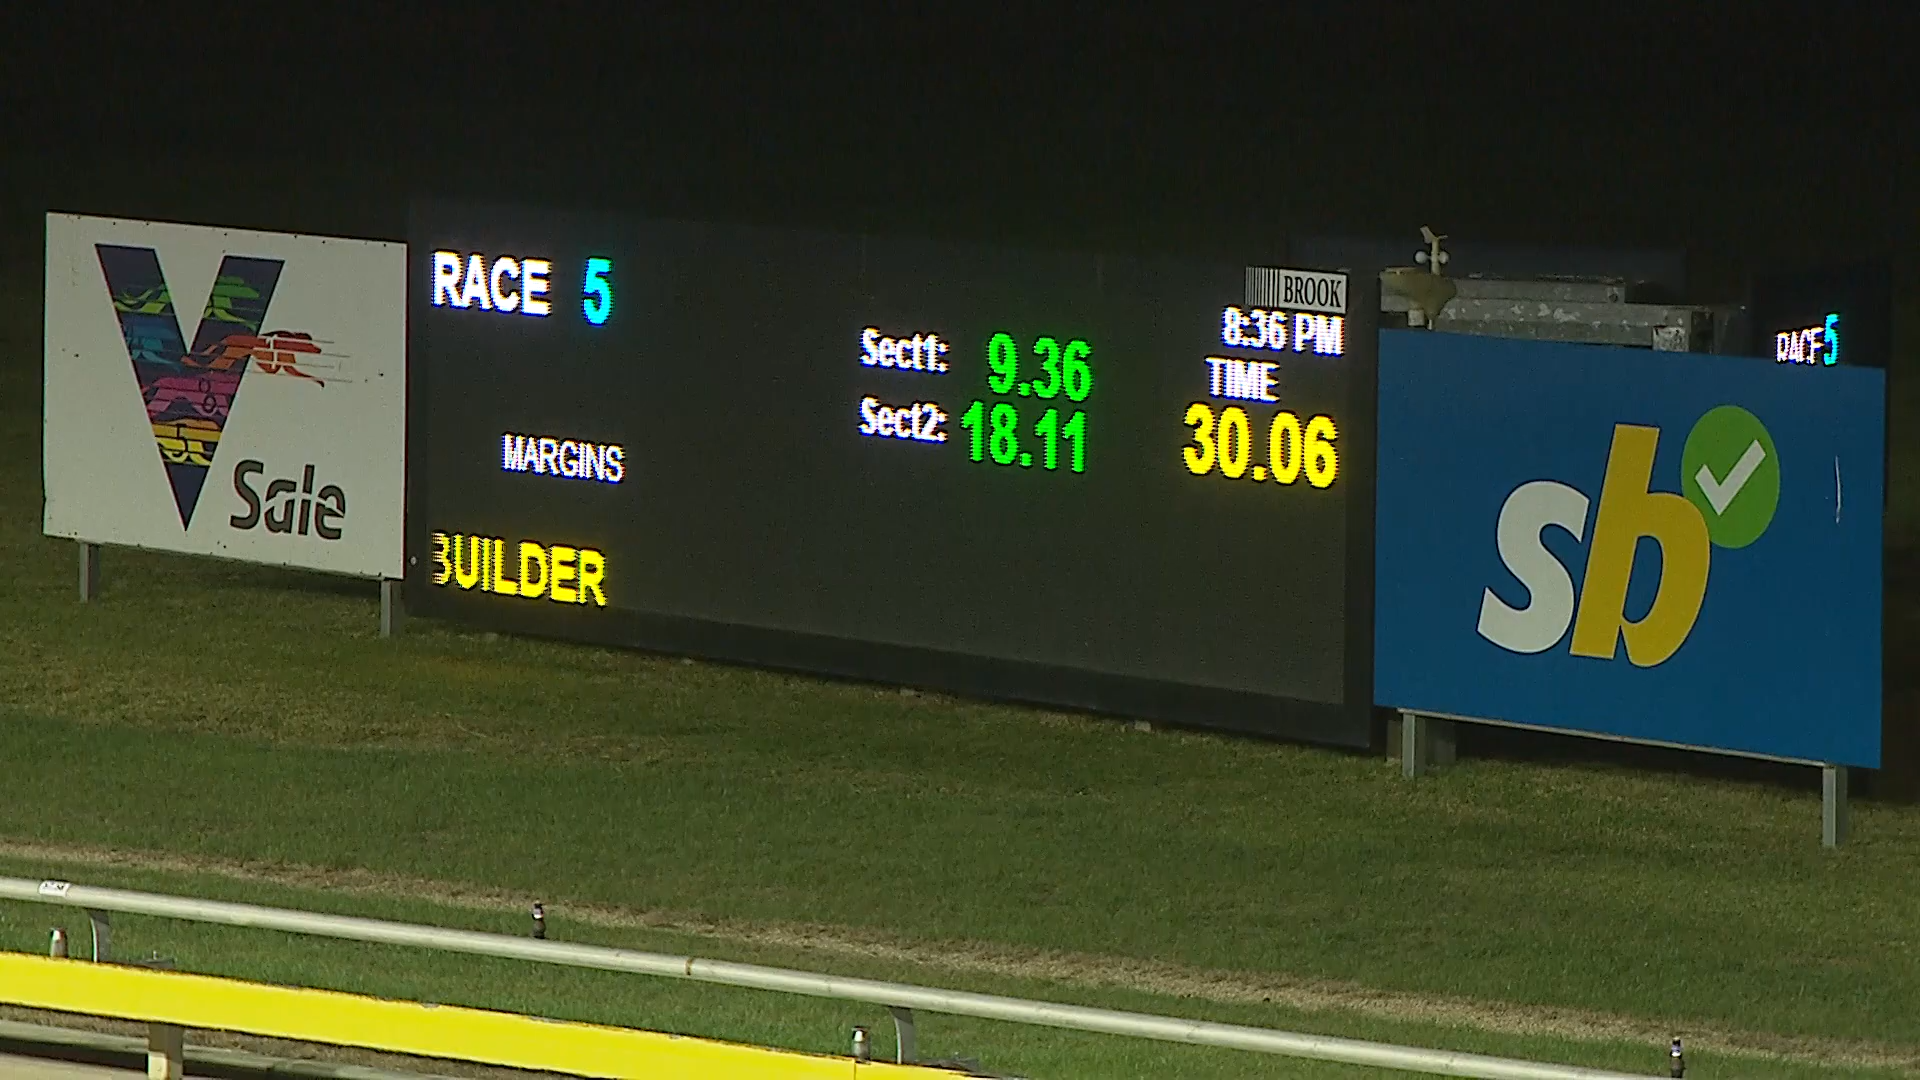 Sale
RACE 5
BROOK
8:36 PM
Sect1: 9.36
TIME
Sect2: 18.11
30.06
MARGINS
BUILDER
RACE 5
sb